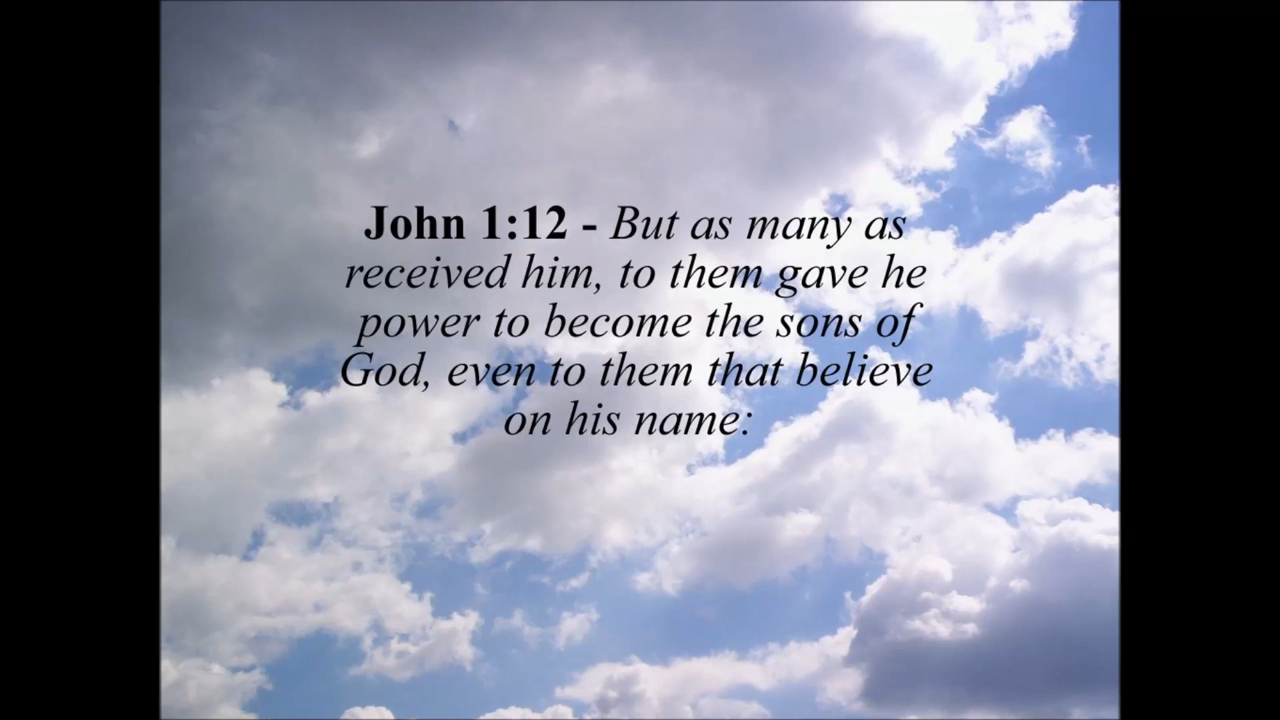 John 1:12 - But as many as
received him, to them gave he
power to become the sons of
God, even to them that believe
on his name: